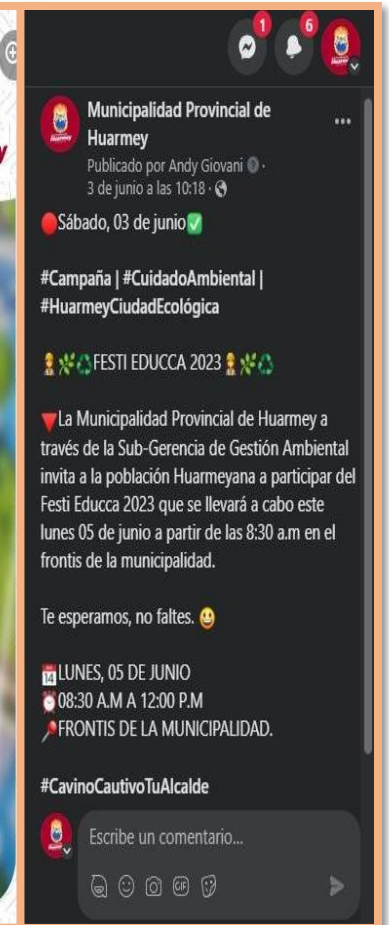 1
6
Municipalidad Provincial de
Huarmey
Publicado por Andy Giovani
3 de junio a las 10:18 ·
🔴Sábado, 03 de junio✅
#Campaña | #CuidadoAmbiental |
#HuarmeyCiudadEcológica
FESTI EDUCCA 2023
🔻La Municipalidad Provincial de Huarmey a
través de la Sub-Gerencia de Gestión Ambiental
invita a la población Huarmeyana a participar del
Festi Educca 2023 que se llevará a cabo este
lunes 05 de junio a partir de las 8:30 a.m en el
frontis de la municipalidad.
Te esperamos, no faltes. 😀
LUNES, 05 DE JUNIO
⏰08:30 A.M A 12:00 P.M
📍FRONTIS DE LA MUNICIPALIDAD.
#CavinoCautivoTuAlcalde
Escribe un comentario...
GIF